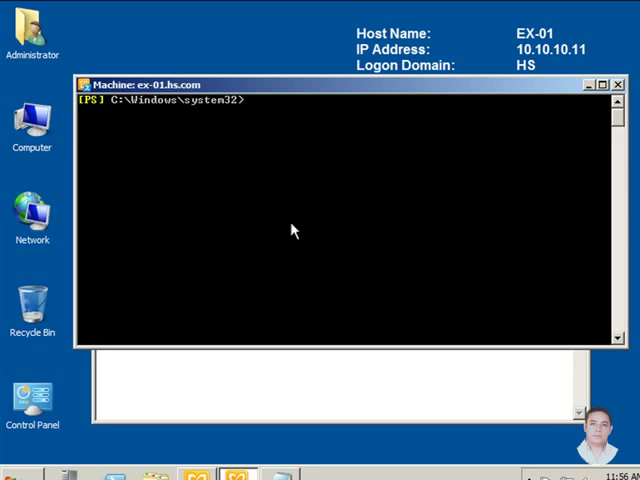 Administrator
Host Name: EX-01
IP Address: 10.10.10.11
Logon Domain: HS
Machine: ex-01.hs.com
[PS] C:\Windows\system32>
Computer
Network
Recycle Bin
Control Panel
11:56 AM